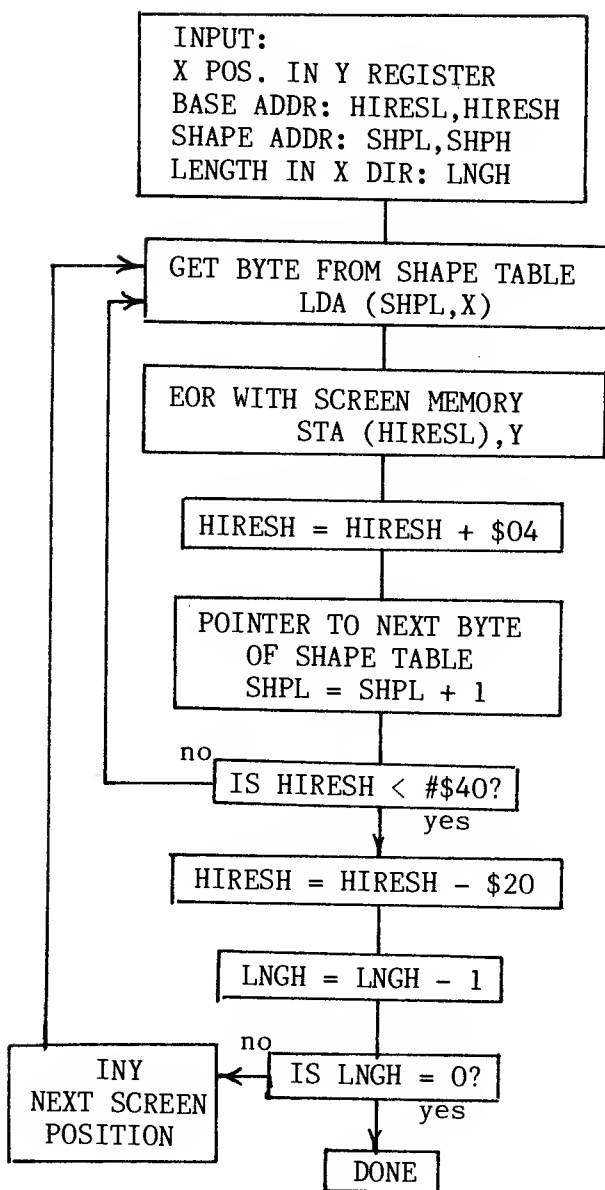 INPUT:
X POS. IN Y REGISTER
BASE ADDR: HIRESL,HIRESH
SHAPE ADDR: SHPL,SHPH
LENGTH IN X DIR: LNGH
GET BYTE FROM SHAPE TABLE
LDA (SHPL,X)
EOR WITH SCREEN MEMORY
STA (HIRESL),Y
HIRESH = HIRESH + $04
POINTER TO NEXT BYTE
OF SHAPE TABLE
SHPL = SHPL + 1
no
IS HIRESH < #$40?
yes
HIRESH = HIRESH - $20
LNGH = LNGH - 1
no
IS LNGH = 0?
yes
INY
NEXT SCREEN
POSITION
DONE